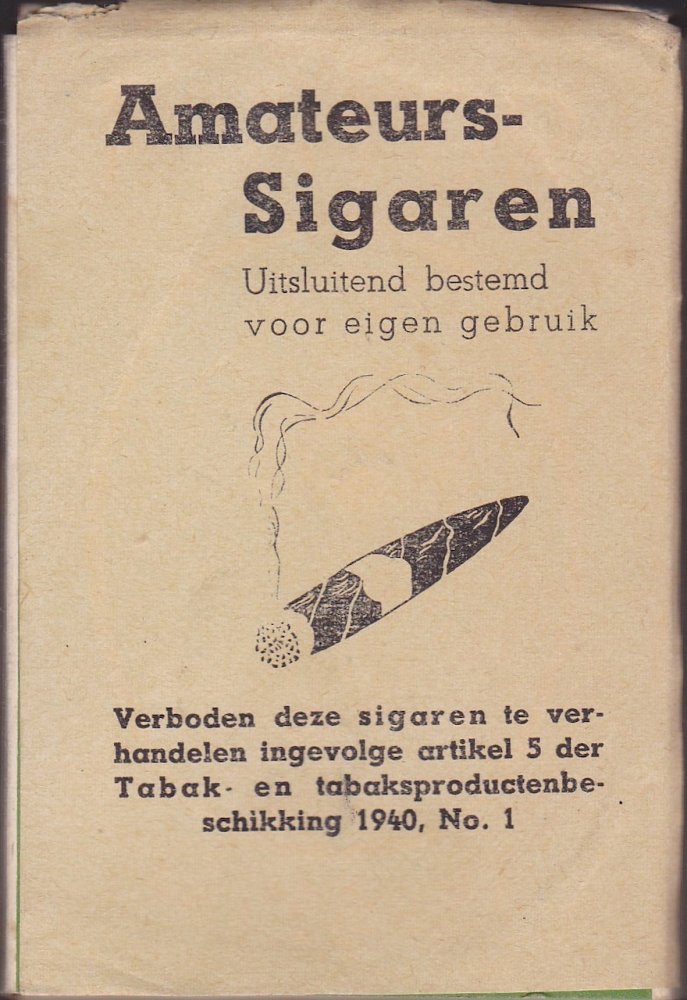 Amateurs-
Sigaren
Uitsluitend bestemd
voor eigen gebruik
Verboden deze sigaren te ver-
handelen ingevolge artikel 5 der
Tabak- en tabaksproductenbe-
schikking 1940, No. 1